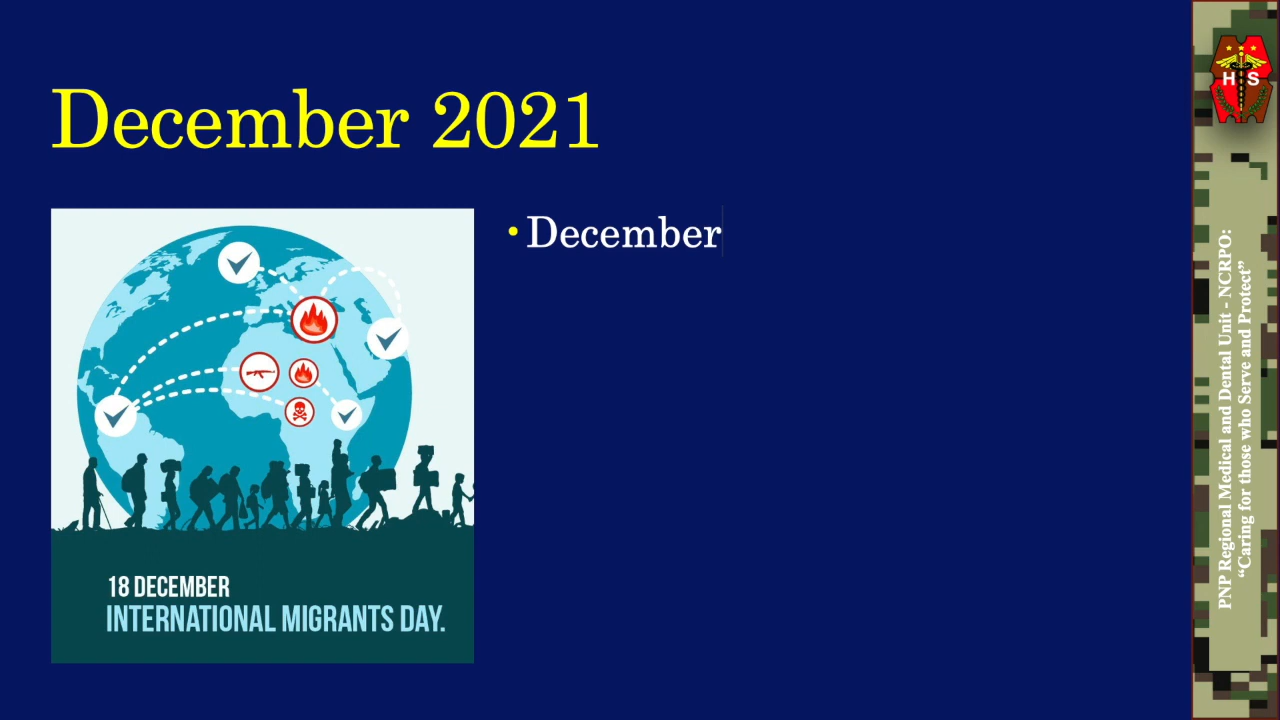 December 2021
• December
18 DECEMBER
INTERNATIONAL MIGRANTS DAY.
H S
PNP Regional Medical and Dental Unit - NCRPO:
“Caring for those who Serve and Protect”